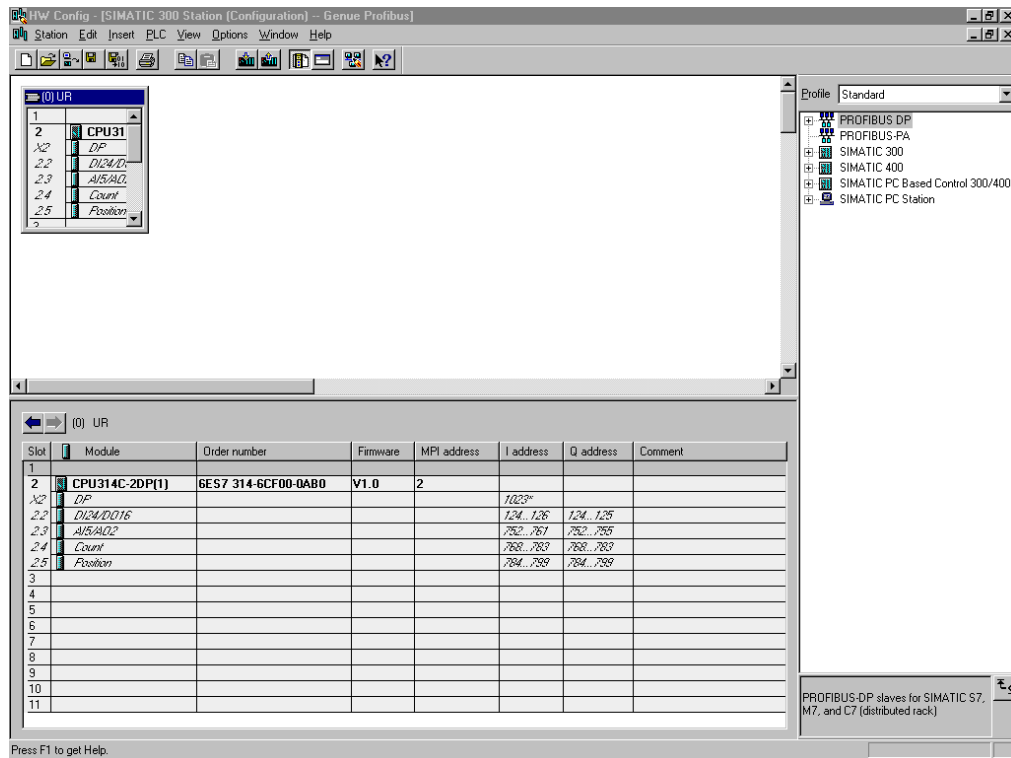 HW Config - [SIMATIC 300 Station (Configuration) -- Genue Profibus]
Station Edit Insert PLC View Options Window Help
(0) UR
1
2 CPU31
X2 DP
2.2 DI24/D
2.3 AI5/AO
2.4 Count
2.5 Position
3
Profile Standard
PROFIBUS DP
PROFIBUS-PA
SIMATIC 300
SIMATIC 400
SIMATIC PC Based Control 300/400
SIMATIC PC Station
(0) UR
Slot Module Order number Firmware MPI address I address Q address Comment
1
2 CPU314C-2DP(1) 6ES7 314-6CF00-0AB0 V1.0 2
X2 DP 1023*
2.2 DI24/DO16 124...126 124...125
2.3 AI5/AO2 752...761 752...755
2.4 Count 768...783 768...783
2.5 Position 784...799 784...799
3
4
5
6
7
8
9
10
11
PROFIBUS-DP slaves for SIMATIC S7,
M7, and C7 (distributed rack)
Press F1 to get Help.